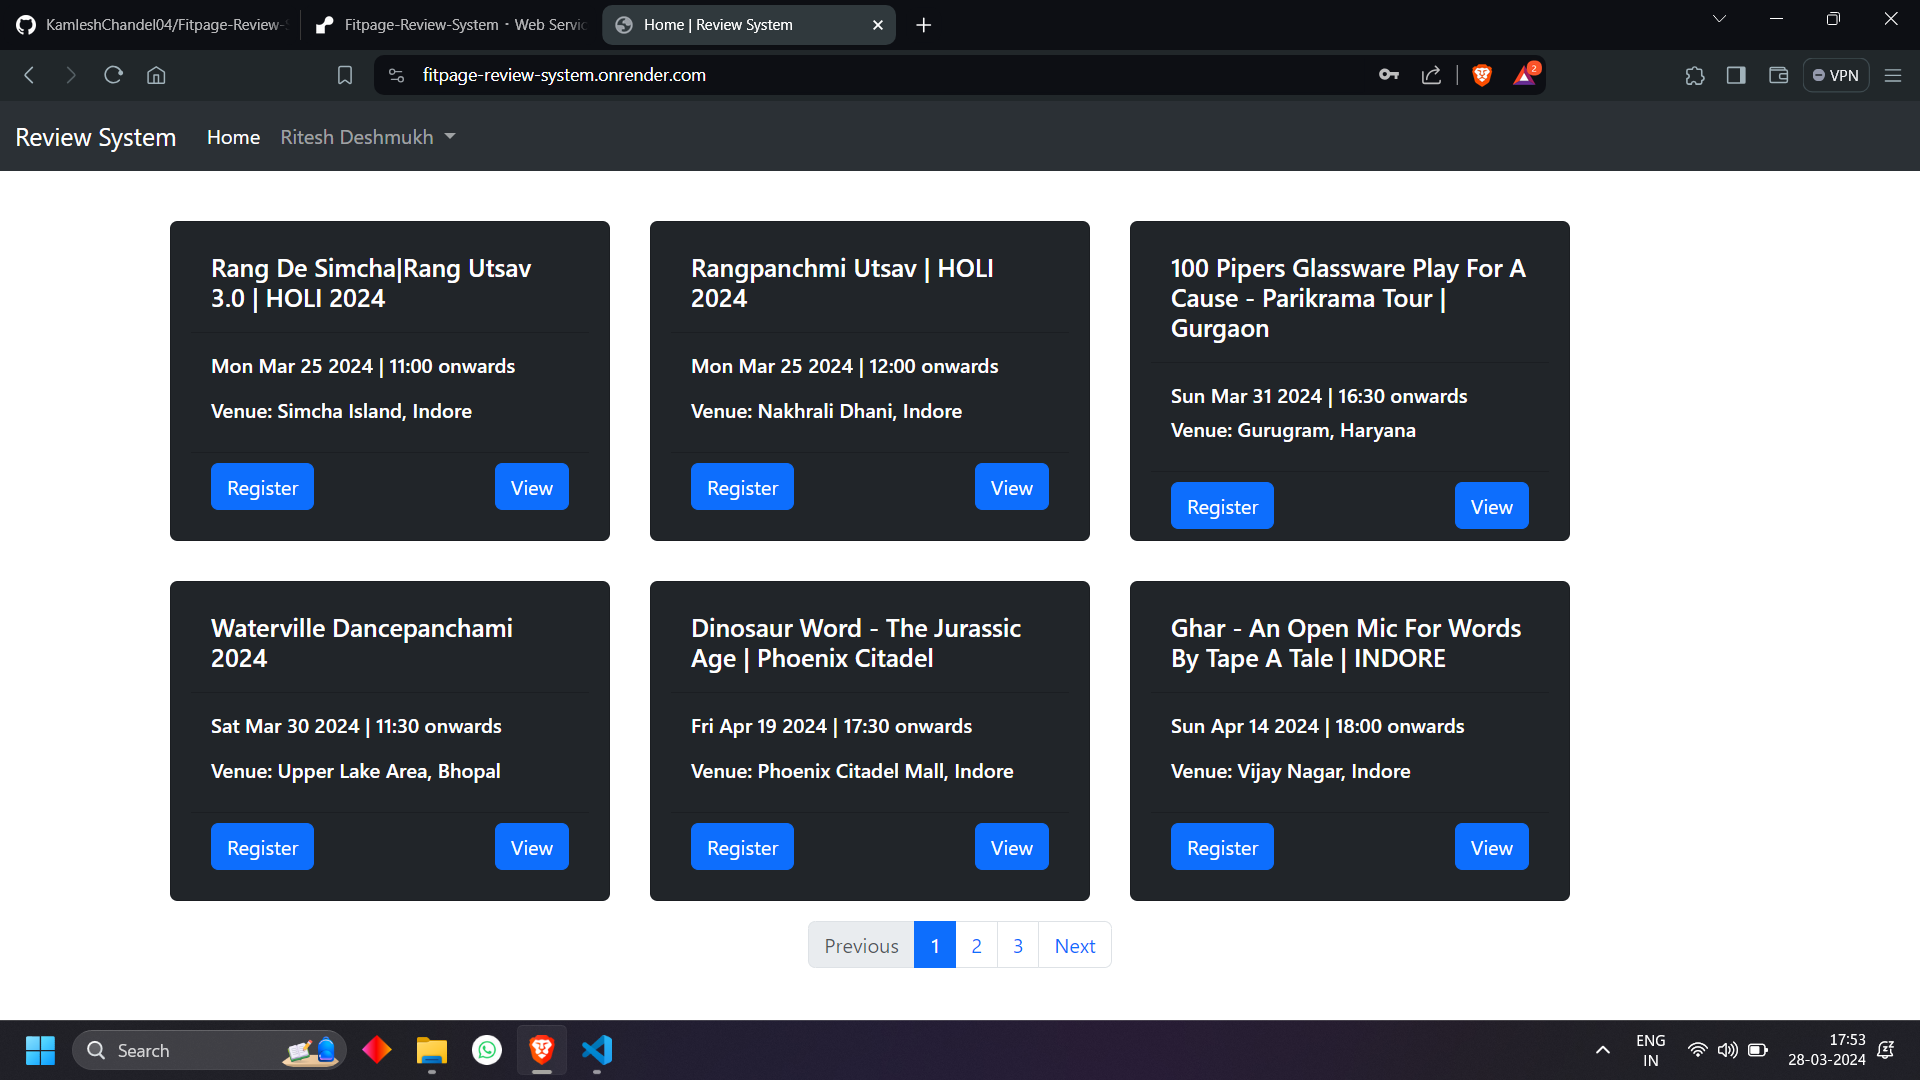 KamleshChandel04/Fitpage-Review-
Fitpage-Review-System · Web Servic
Home | Review System
fitpage-review-system.onrender.com
2
VPN
Review System
Home
Ritesh Deshmukh
Rang De Simcha|Rang Utsav
3.0 | HOLI 2024
Mon Mar 25 2024 | 11:00 onwards
Venue: Simcha Island, Indore
Register
View
Rangpanchmi Utsav | HOLI
2024
Mon Mar 25 2024 | 12:00 onwards
Venue: Nakhrali Dhani, Indore
Register
View
100 Pipers Glassware Play For A
Cause - Parikrama Tour |
Gurgaon
Sun Mar 31 2024 | 16:30 onwards
Venue: Gurugram, Haryana
Register
View
Waterville Dancepanchami
2024
Sat Mar 30 2024 | 11:30 onwards
Venue: Upper Lake Area, Bhopal
Register
View
Dinosaur Word - The Jurassic
Age | Phoenix Citadel
Fri Apr 19 2024 | 17:30 onwards
Venue: Phoenix Citadel Mall, Indore
Register
View
Ghar - An Open Mic For Words
By Tape A Tale | INDORE
Sun Apr 14 2024 | 18:00 onwards
Venue: Vijay Nagar, Indore
Register
View
Previous
1
2
3
Next
Search
ENG
IN
17:53
28-03-2024